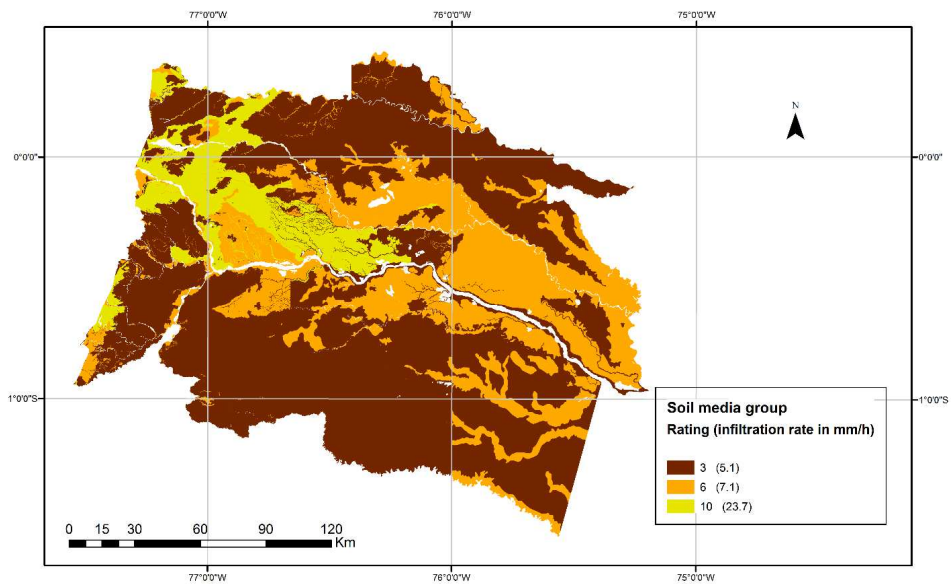 77°0'0"W 76°0'0"W 75°0'0"W
N
0°0'0" 0°0'0"
1°0'0"S 1°0'0"S
Soil media group
Rating (infiltration rate in mm/h)
3 (5.1)
6 (7.1)
10 (23.7)
0 15 30 60 90 120
Km
77°0'0"W 76°0'0"W 75°0'0"W